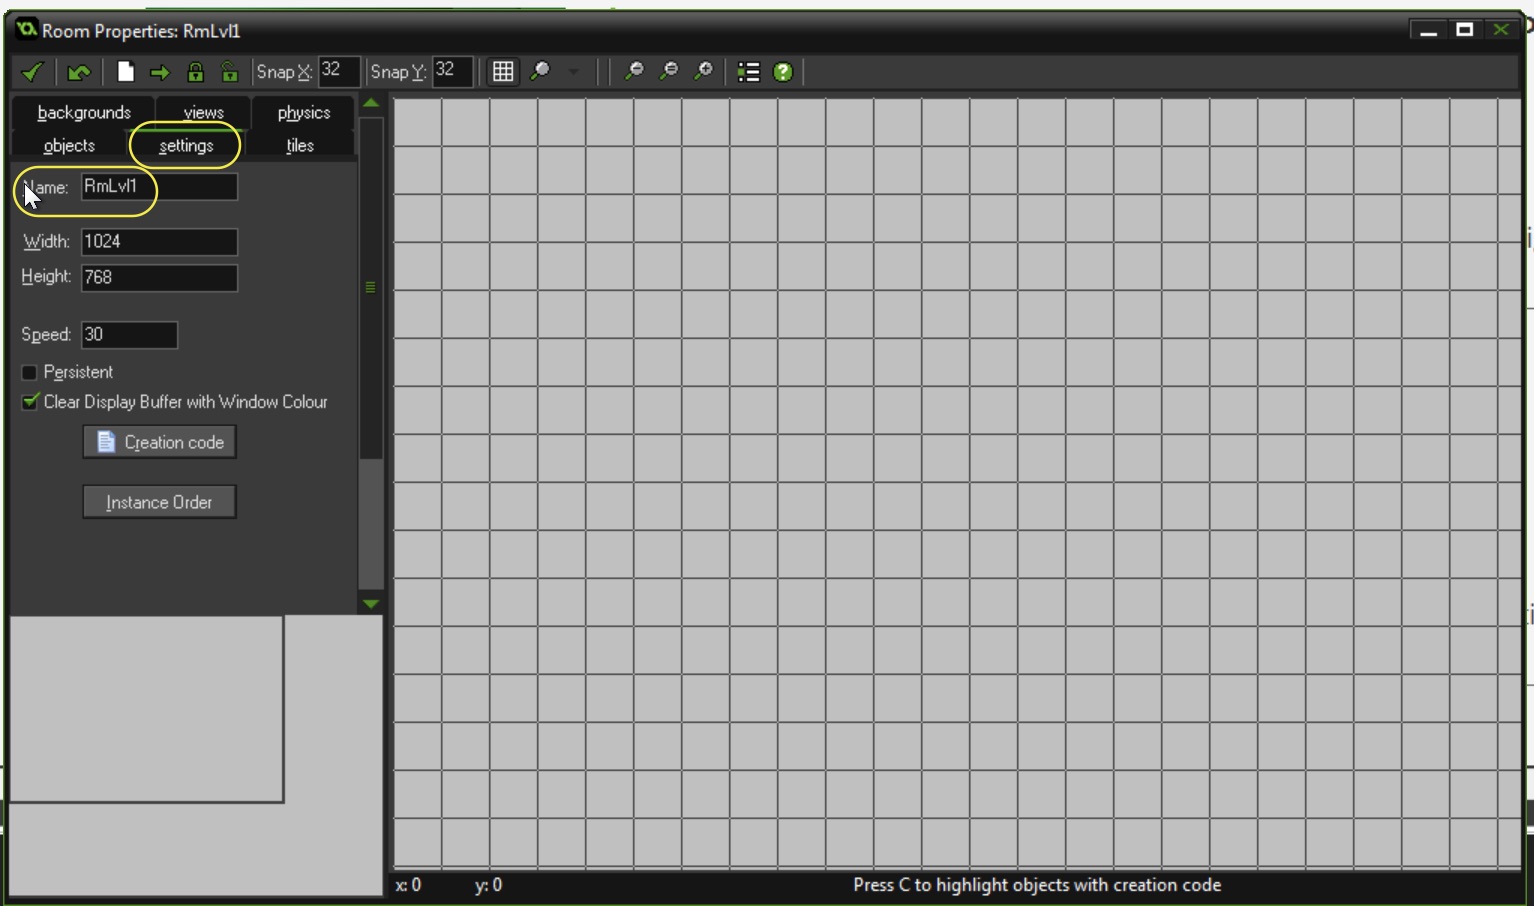 Room Properties: RmLvl1
Snap X: 32 Snap Y: 32
backgrounds views physics
objects settings tiles
Name: RmLvl1
Width: 1024
Height: 768
Speed: 30
Persistent
Clear Display Buffer with Window Colour
Creation code
Instance Order
x: 0 y: 0 Press C to highlight objects with creation code